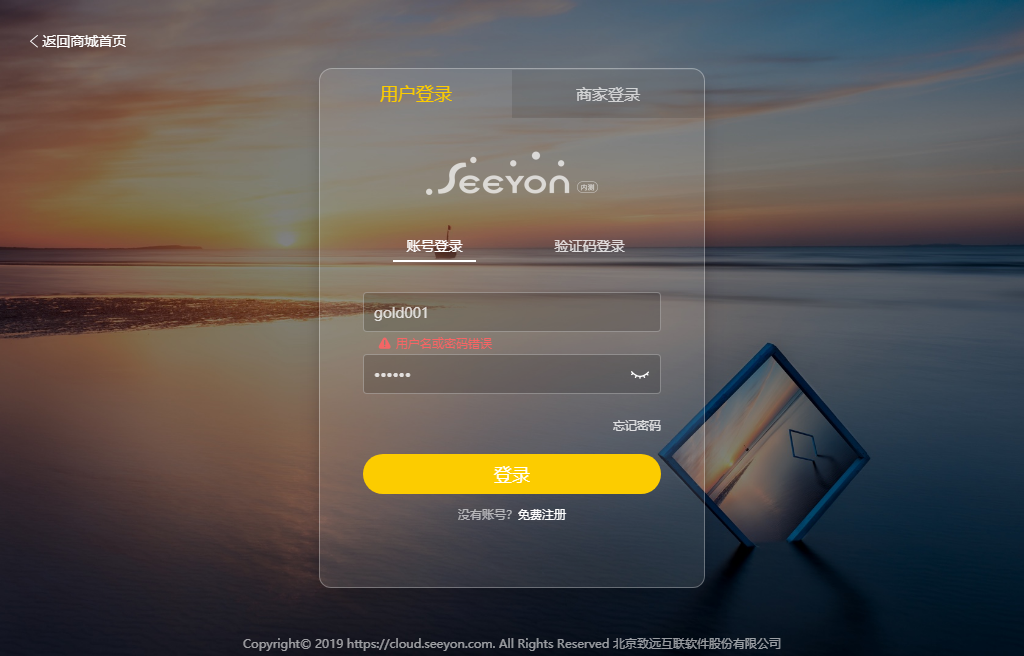 返回商城首页
用户登录
商家登录
Seeyon 内测
账号登录
验证码登录
gold001
用户名或密码错误
••••••
忘记密码
登录
没有账号？免费注册
Copyright© 2019 https://cloud.seeyon.com. All Rights Reserved 北京致远互联软件股份有限公司